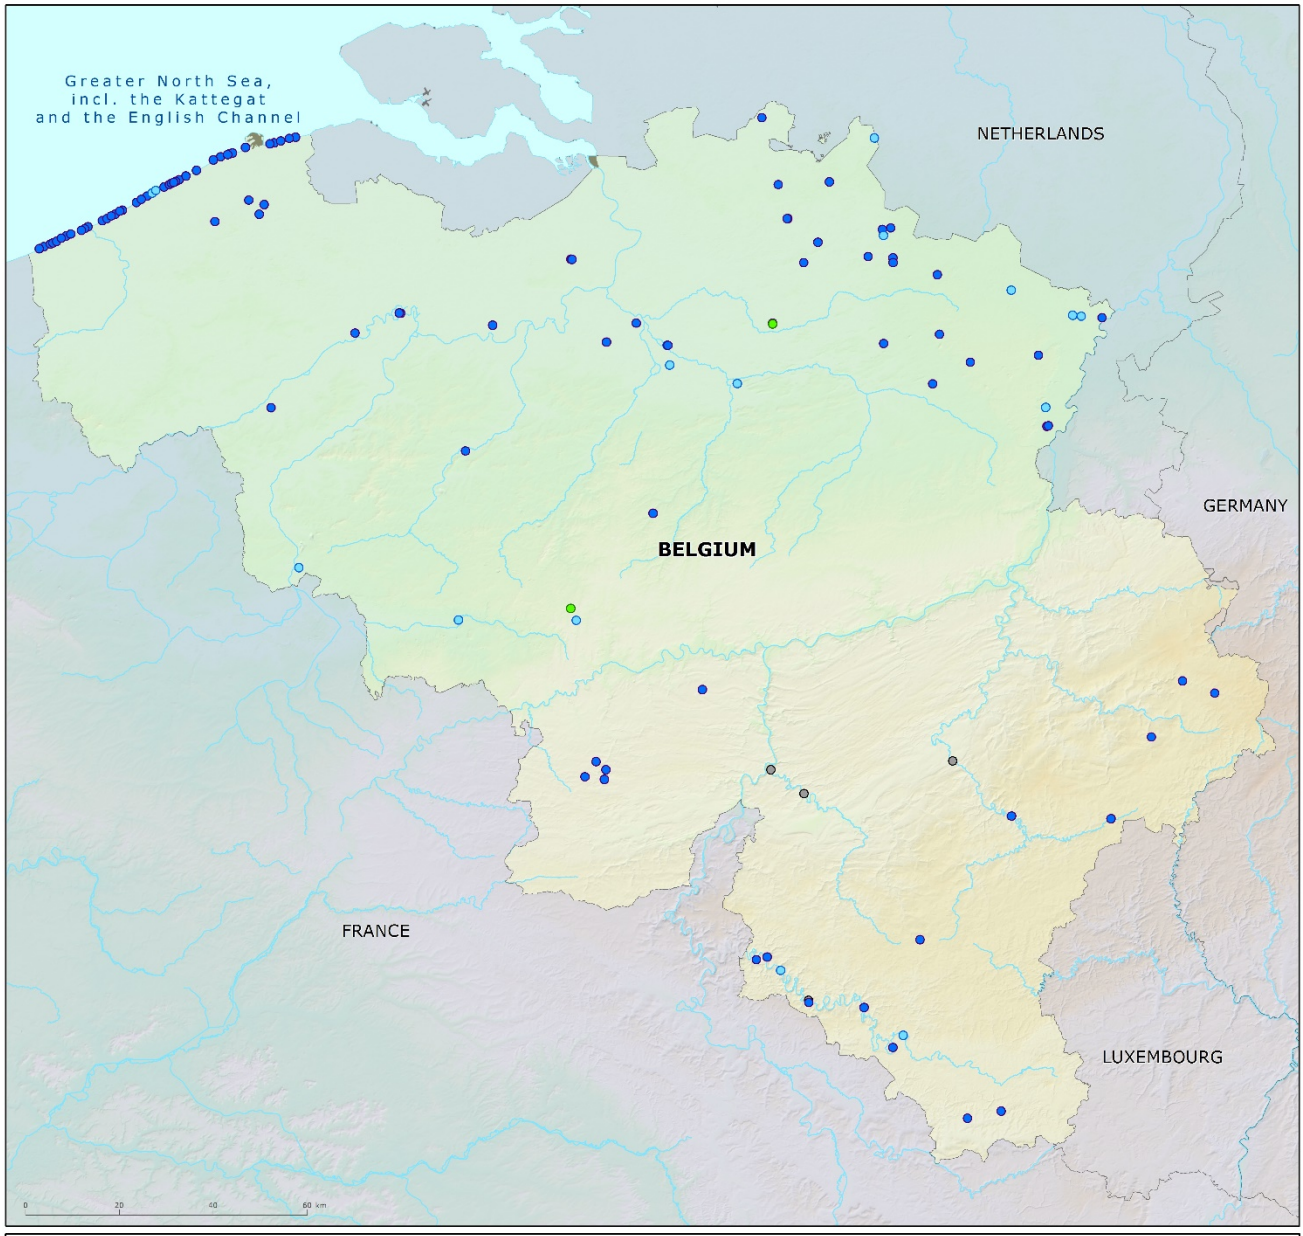 Greater North Sea,
incl. the Kattegat
and the English Channel
NETHERLANDS
GERMANY
BELGIUM
FRANCE
LUXEMBOURG
0 20 40 60 km